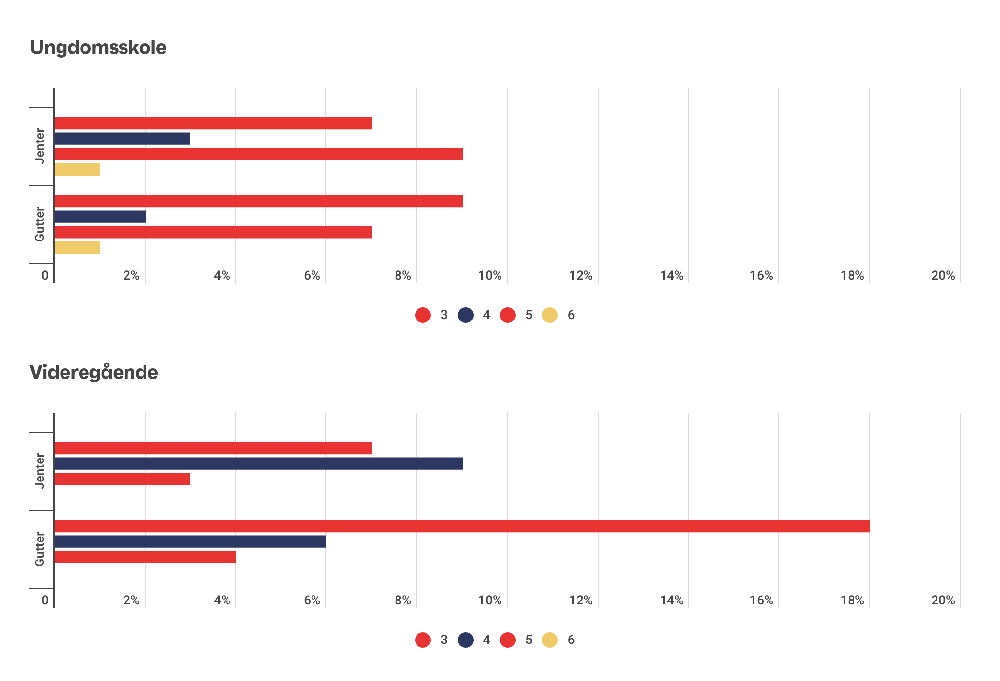 Ungdomsskole
Jenter
Gutter
0 2% 4% 6% 8% 10% 12% 14% 16% 18% 20%
3 4 5 6
Videregående
Jenter
Gutter
0 2% 4% 6% 8% 10% 12% 14% 16% 18% 20%
3 4 5 6